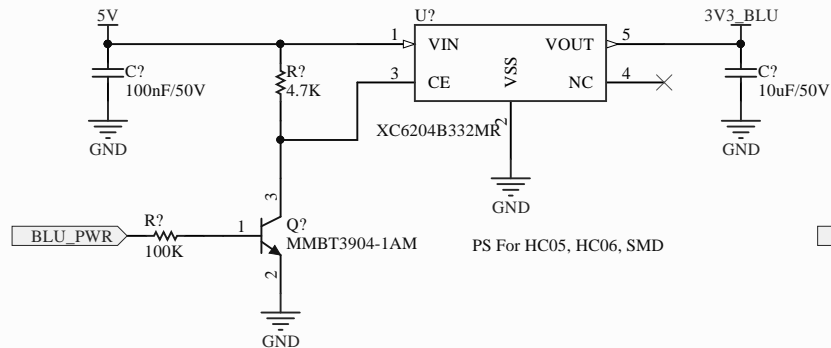 5V
U?
3V3_BLU
1
VIN
VOUT
5
C?
100nF/50V
R?
4.7K
3
CE
VSS
NC
4
C?
10uF/50V
XC6204B332MR
2
GND
GND
GND
3
R?
Q?
BLU_PWR
1
MMBT3904-1AM
PS For HC05, HC06, SMD
100K
2
GND